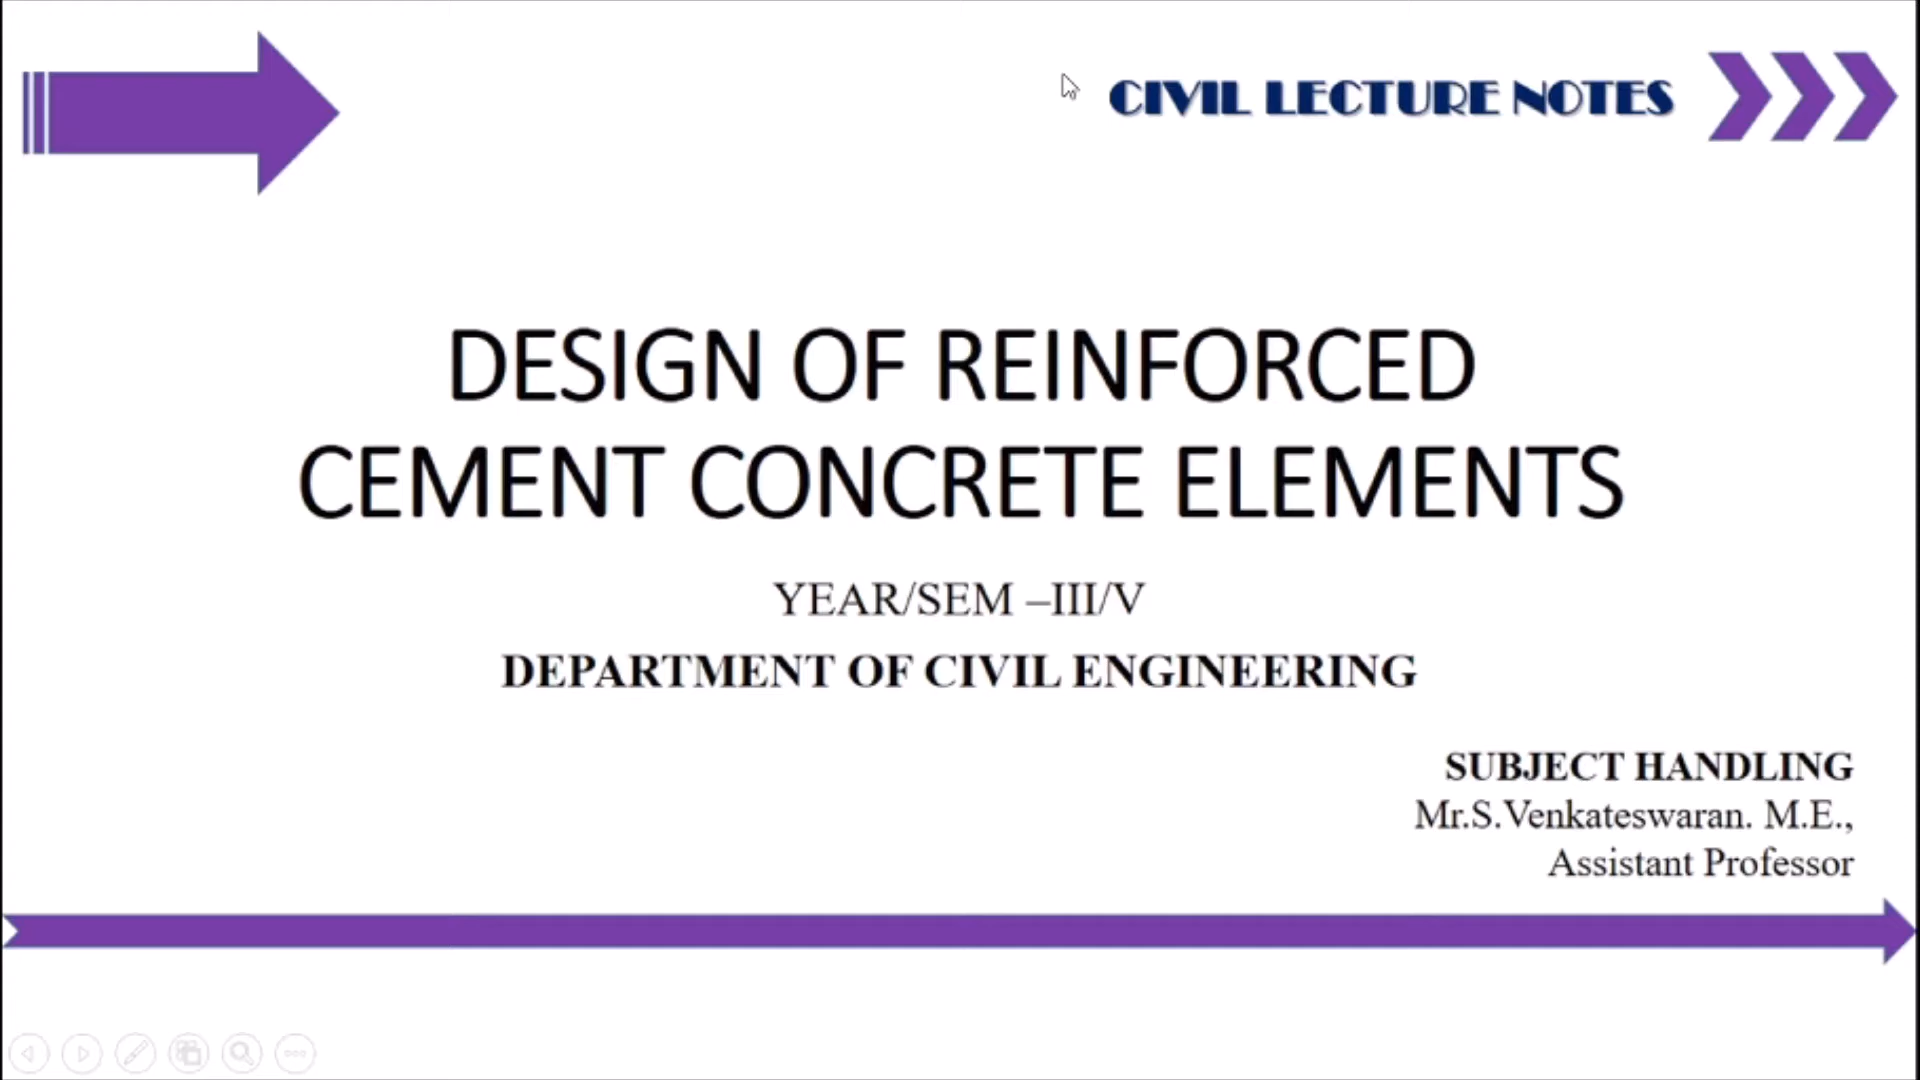 CIVIL LECTURE NOTES
DESIGN OF REINFORCED
CEMENT CONCRETE ELEMENTS
YEAR/SEM –III/V
DEPARTMENT OF CIVIL ENGINEERING
SUBJECT HANDLING
Mr.S.Venkateswaran. M.E.,
Assistant Professor